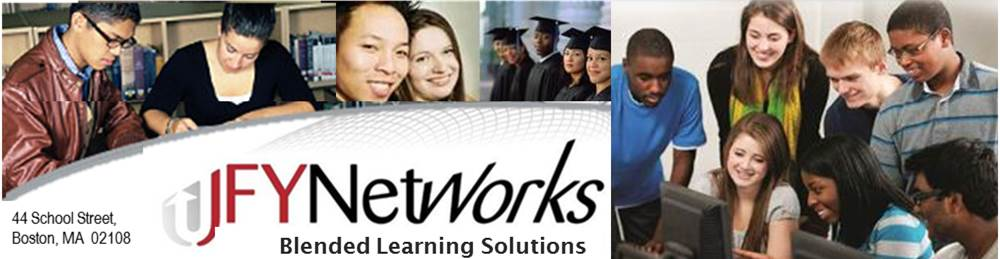 JFYNetWorks
44 School Street,
Boston, MA 02108
Blended Learning Solutions